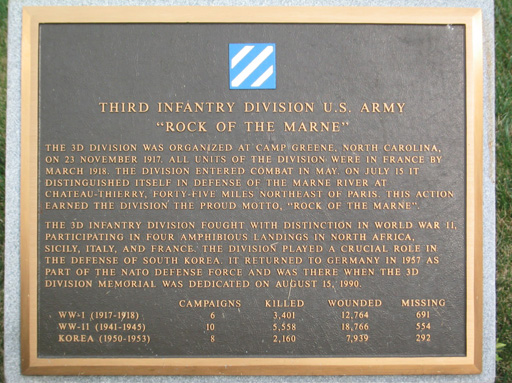 THIRD INFANTRY DIVISION U.S. ARMY
"ROCK OF THE MARNE"
THE 3D DIVISION WAS ORGANIZED AT CAMP GREENE, NORTH CAROLINA,
ON 23 NOVEMBER 1917. ALL UNITS OF THE DIVISION WERE IN FRANCE BY
MARCH 1918. THE DIVISION ENTERED COMBAT IN MAY. ON JULY 15 IT
DISTINGUISHED ITSELF IN DEFENSE OF THE MARNE RIVER AT
CHATEAU-THIERRY, FORTY-FIVE MILES NORTHEAST OF PARIS. THIS ACTION
EARNED THE DIVISION THE PROUD MOTTO, "ROCK OF THE MARNE".
THE 3D INFANTRY DIVISION FOUGHT WITH DISTINCTION IN WORLD WAR II,
PARTICIPATING IN FOUR AMPHIBIOUS LANDINGS IN NORTH AFRICA,
SICILY, ITALY, AND FRANCE. THE DIVISION PLAYED A CRUCIAL ROLE IN
THE DEFENSE OF SOUTH KOREA. IT RETURNED TO GERMANY IN 1957 AS
PART OF THE NATO DEFENSE FORCE AND WAS THERE WHEN THE 3D
DIVISION MEMORIAL WAS DEDICATED ON AUGUST 15, 1990.
CAMPAIGNS KILLED WOUNDED MISSING
WW-1 (1917-1918) 6 3,401 12,764 691
WW-11 (1941-1945) 10 5,558 18,766 554
KOREA (1950-1953) 8 2,160 7,939 292